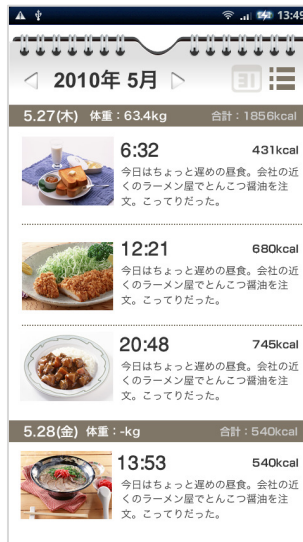 13:49
2010年 5月
31
5.27(木) 体重：63.4kg 合計：1856kcal
6:32 431kcal
今日はちょっと遅めの昼食。会社の近
くのラーメン屋でとんこつ醤油を注
文。こってりだった。
12:21 680kcal
今日はちょっと遅めの昼食。会社の近
くのラーメン屋でとんこつ醤油を注
文。こってりだった。
20:48 745kcal
今日はちょっと遅めの昼食。会社の近
くのラーメン屋でとんこつ醤油を注
文。こってりだった。
5.28(金) 体重：-kg 合計：540kcal
13:53 540kcal
今日はちょっと遅めの昼食。会社の近
くのラーメン屋でとんこつ醤油を注
文。こってりだった。